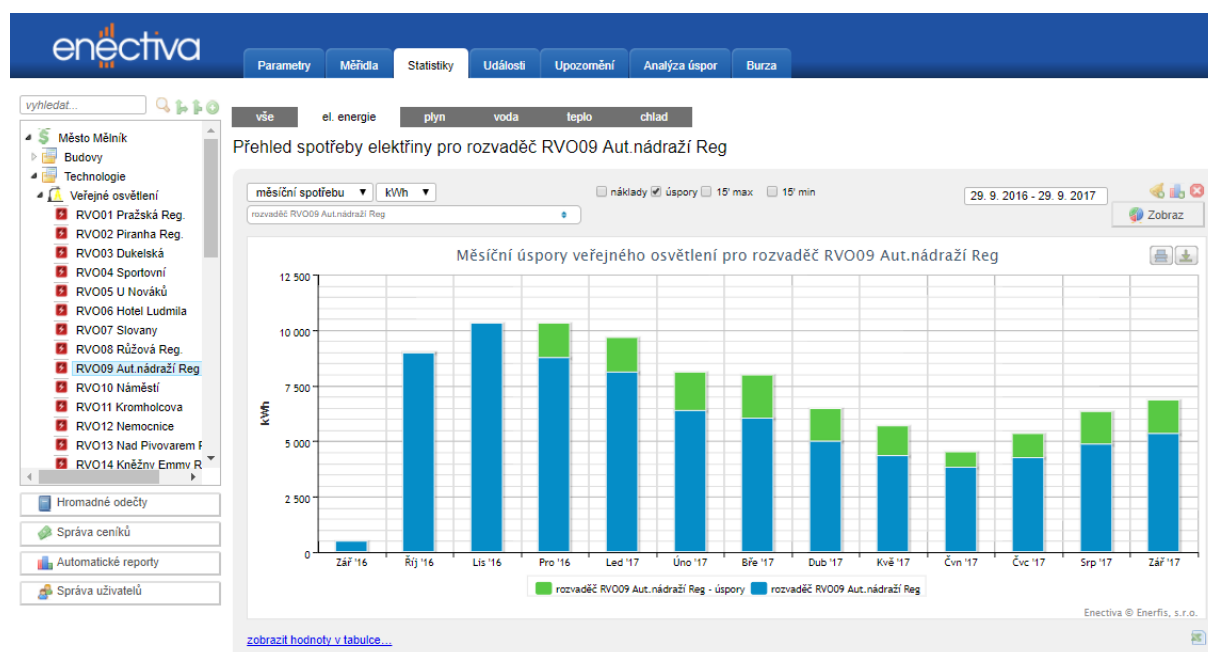 enectiva
Parametry Měřidla Statistiky Události Upozornění Analýza úspor Burza
vyhledat...
Město Mělník
Budovy
Technologie
Veřejné osvětlení
RVO01 Pražská Reg.
RVO02 Piranha Reg.
RVO03 Dukelská
RVO04 Sportovní
RVO05 U Nováků
RVO06 Hotel Ludmila
RVO07 Slovany
RVO08 Růžová Reg.
RVO09 Aut.nádraží Reg
RVO10 Náměstí
RVO11 Kromholcova
RVO12 Nemocnice
RVO13 Nad Pivovarem
RVO14 Kněžny Emmy R
Hromadné odečty
Správa ceníků
Automatické reporty
Správa uživatelů
vše el. energie plyn voda teplo chlad
Přehled spotřeby elektřiny pro rozvaděč RVO09 Aut.nádraží Reg
měsíční spotřebu kWh náklady úspory 15' max 15' min 29. 9. 2016 - 29. 9. 2017
rozvaděč RVO09 Aut.nádraží Reg Zobraz
Měsíční úspory veřejného osvětlení pro rozvaděč RVO09 Aut.nádraží Reg
kWh
12 500
10 000
7 500
5 000
2 500
0
Zář '16 Říj '16 Lis '16 Pro '16 Led '17 Úno '17 Bře '17 Dub '17 Kvě '17 Čvn '17 Čvc '17 Srp '17 Zář '17
rozvaděč RVO09 Aut.nádraží Reg - úspory rozvaděč RVO09 Aut.nádraží Reg
Enectiva © Enerfis, s.r.o.
zobrazit hodnoty v tabulce...